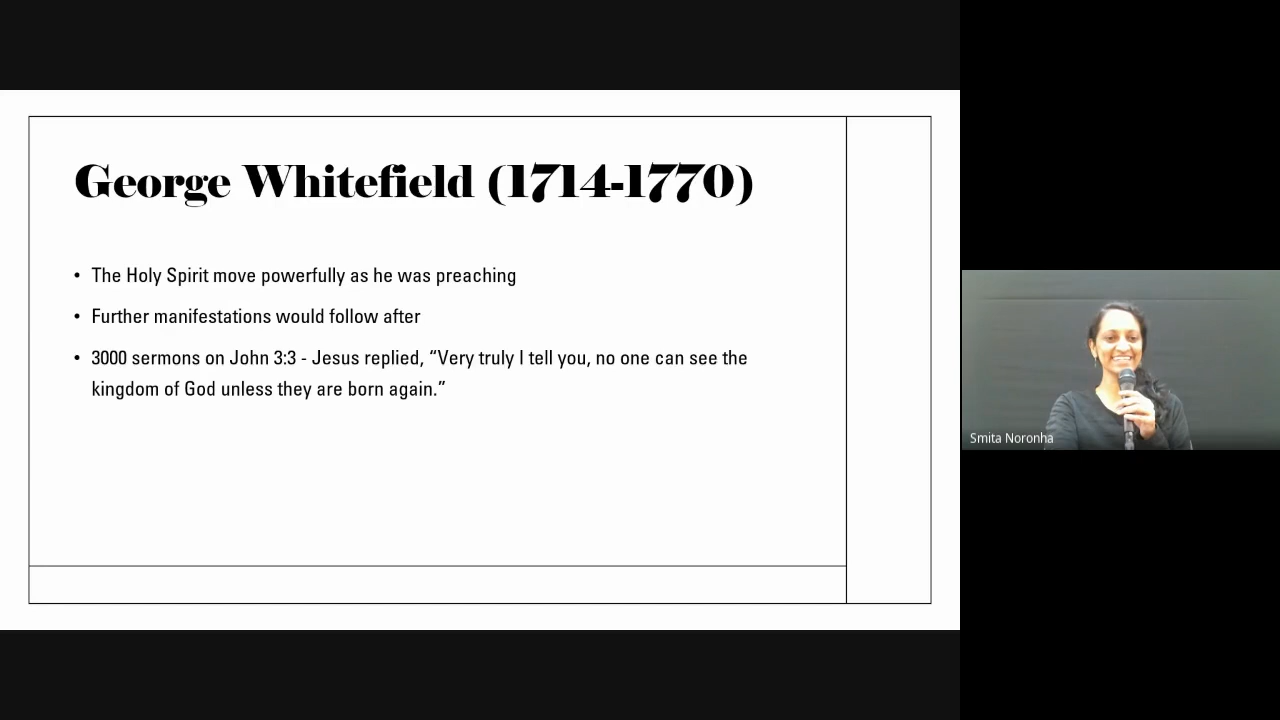 George Whitefield (1714-1770)
• The Holy Spirit move powerfully as he was preaching
• Further manifestations would follow after
• 3000 sermons on John 3:3 - Jesus replied, “Very truly I tell you, no one can see the
kingdom of God unless they are born again.”
Smita Noronha